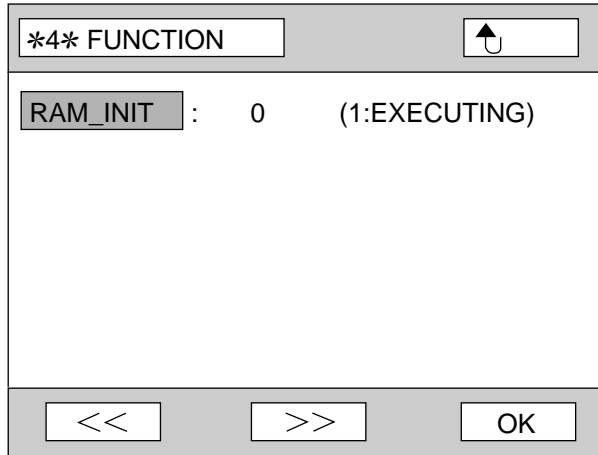 *4* FUNCTION
RAM_INIT : 0 (1:EXECUTING)
<< >> OK